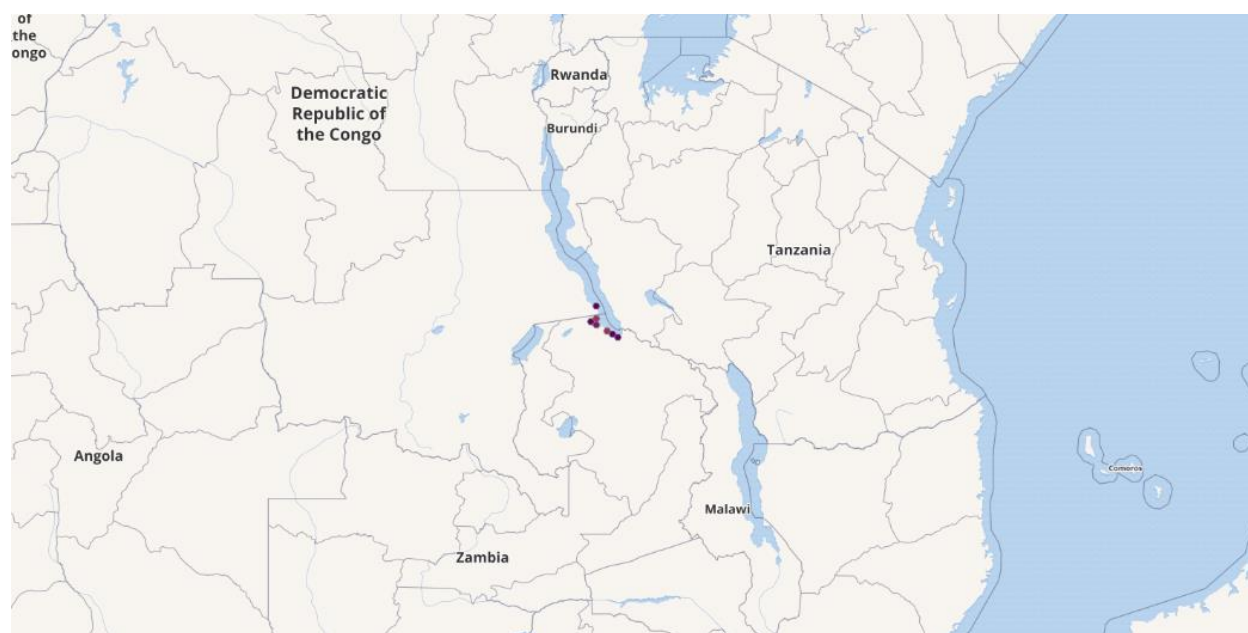 of
the
ongo
Rwanda
Democratic
Republic of
the Congo
Burundi
Tanzania
Angola
Comoros
Malawi
Zambia